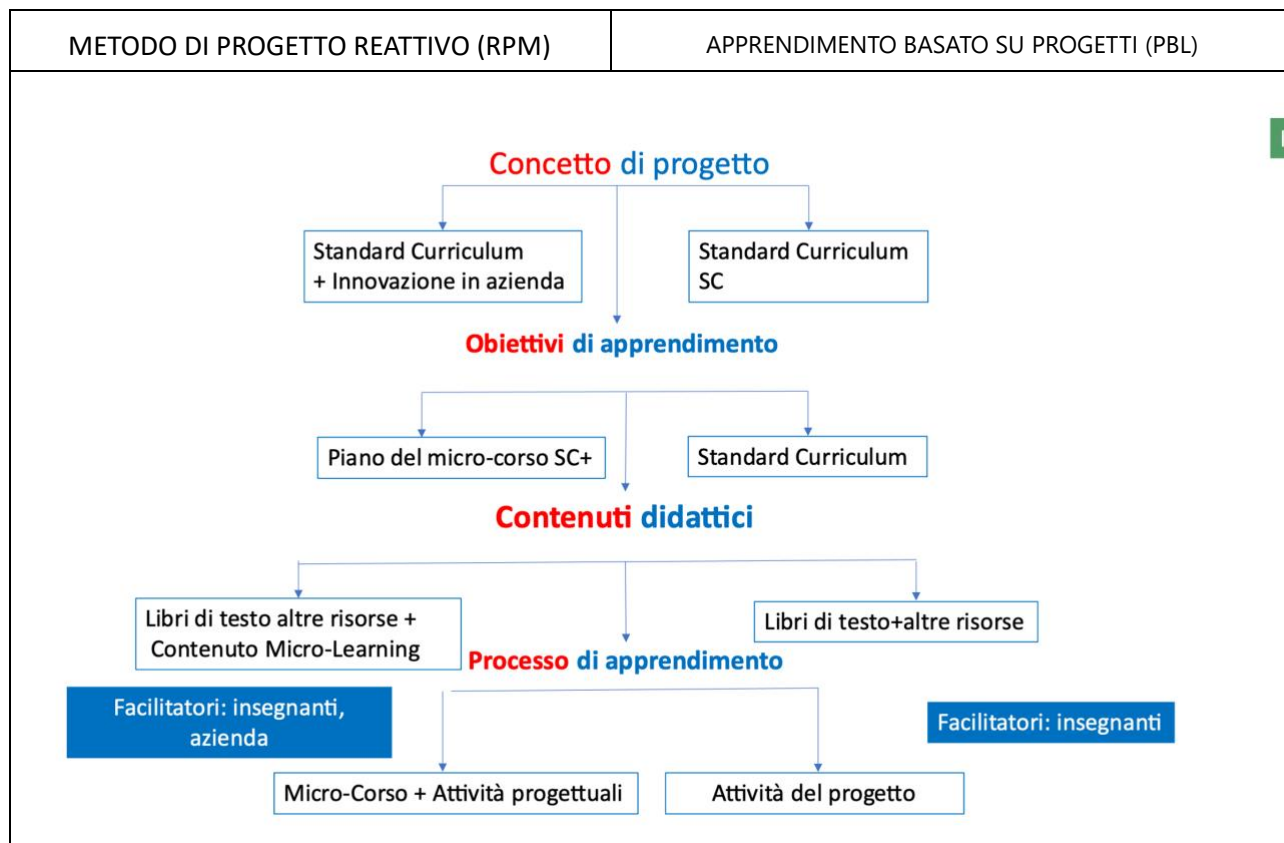 METODO DI PROGETTO REATTIVO (RPM)
APPRENDIMENTO BASATO SU PROGETTI (PBL)
Concetto di progetto
Standard Curriculum
+ Innovazione in azienda
Standard Curriculum
SC
Obiettivi di apprendimento
Piano del micro-corso SC+
Standard Curriculum
Contenuti didattici
Libri di testo altre risorse +
Contenuto Micro-Learning
Libri di testo+altre risorse
Processo di apprendimento
Facilitatori: insegnanti,
azienda
Facilitatori: insegnanti
Micro-Corso + Attività progettuali
Attività del progetto